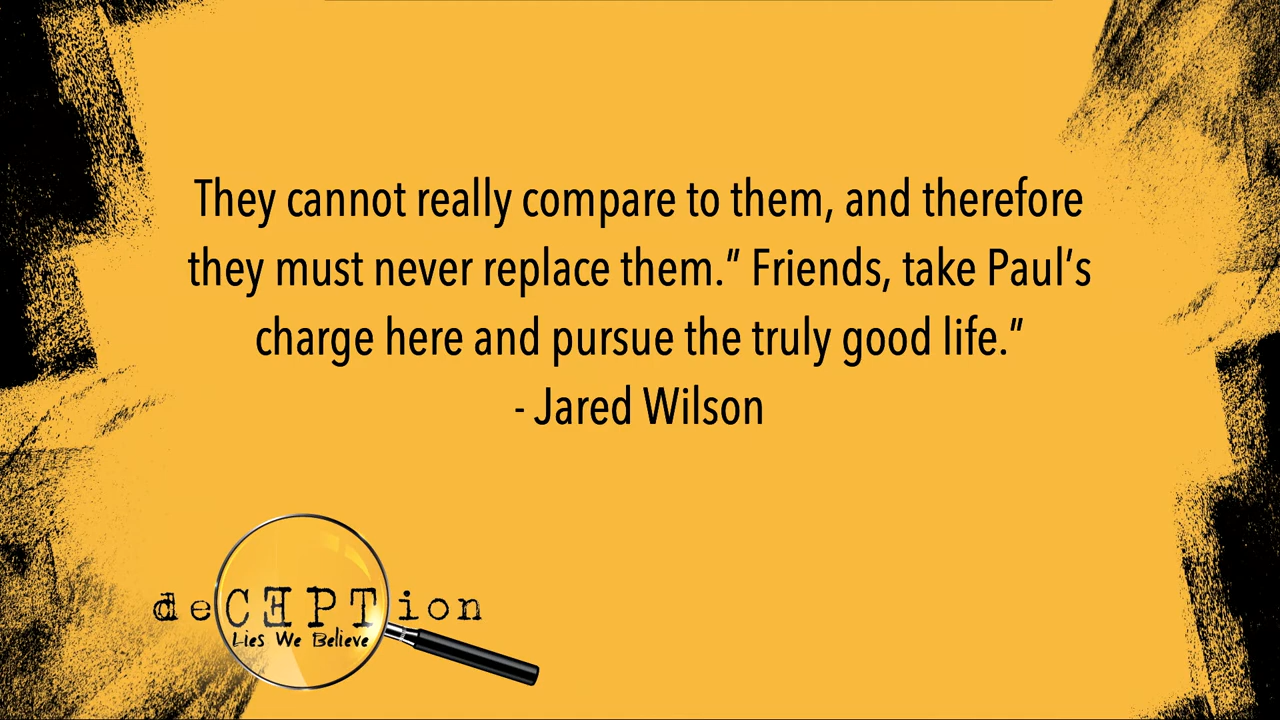 They cannot really compare to them, and therefore
they must never replace them.” Friends, take Paul’s
charge here and pursue the truly good life.”
- Jared Wilson
deCEPTion
Lies We Believe